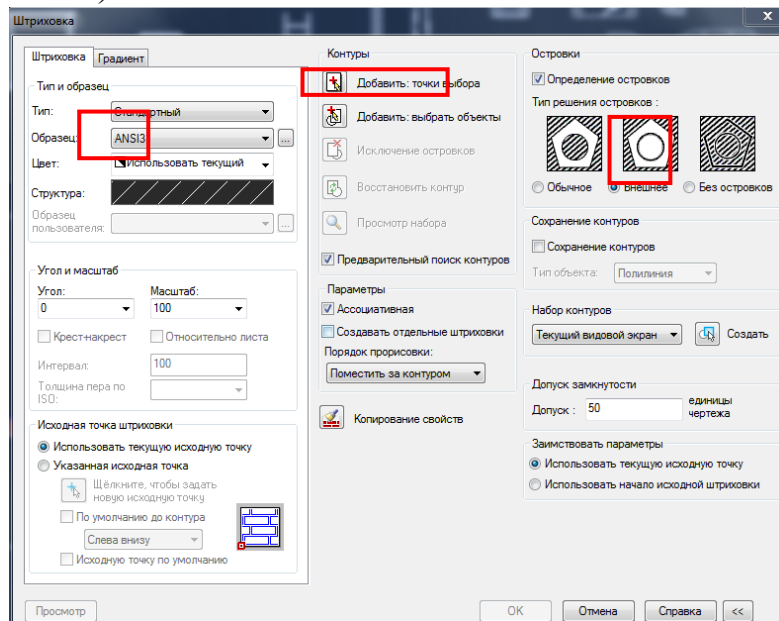 Штриховка
x
Штриховка Градиент
Тип и образец
Тип: Стандартный
Образец: ANSI3 ...
Цвет: Использовать текущий
Структура:
Образец
пользователя: ...
Угол и масштаб
Угол: Масштаб:
0 100
Крест-накрест Относительно листа
Интервал: 100
Толщина пера по
ISO:
Исходная точка штриховки
Использовать текущую исходную точку
Указанная исходная точка
Щёлкните, чтобы задать
новую исходную точку
По умолчанию до контура
Слева внизу
Исходную точку по умолчанию
Просмотр
Контуры
Добавить: точки выбора
Добавить: выбрать объекты
Исключение островков
Восстановить контур
Просмотр набора
Предварительный поиск контуров
Параметры
Ассоциативная
Создавать отдельные штриховки
Порядок прорисовки:
Поместить за контуром
Копирование свойств
Островки
Определение островков
Тип решения островков :
Обычное Внешнее Без островков
Сохранение контуров
Сохранение контуров
Тип объекта: Полилиния
Набор контуров
Текущий видовой экран Создать
Допуск замкнутости
Допуск : 50 единицы
чертежа
Заимствовать параметры
Использовать текущую исходную точку
Использовать начало исходной штриховки
OK Отмена Справка <<